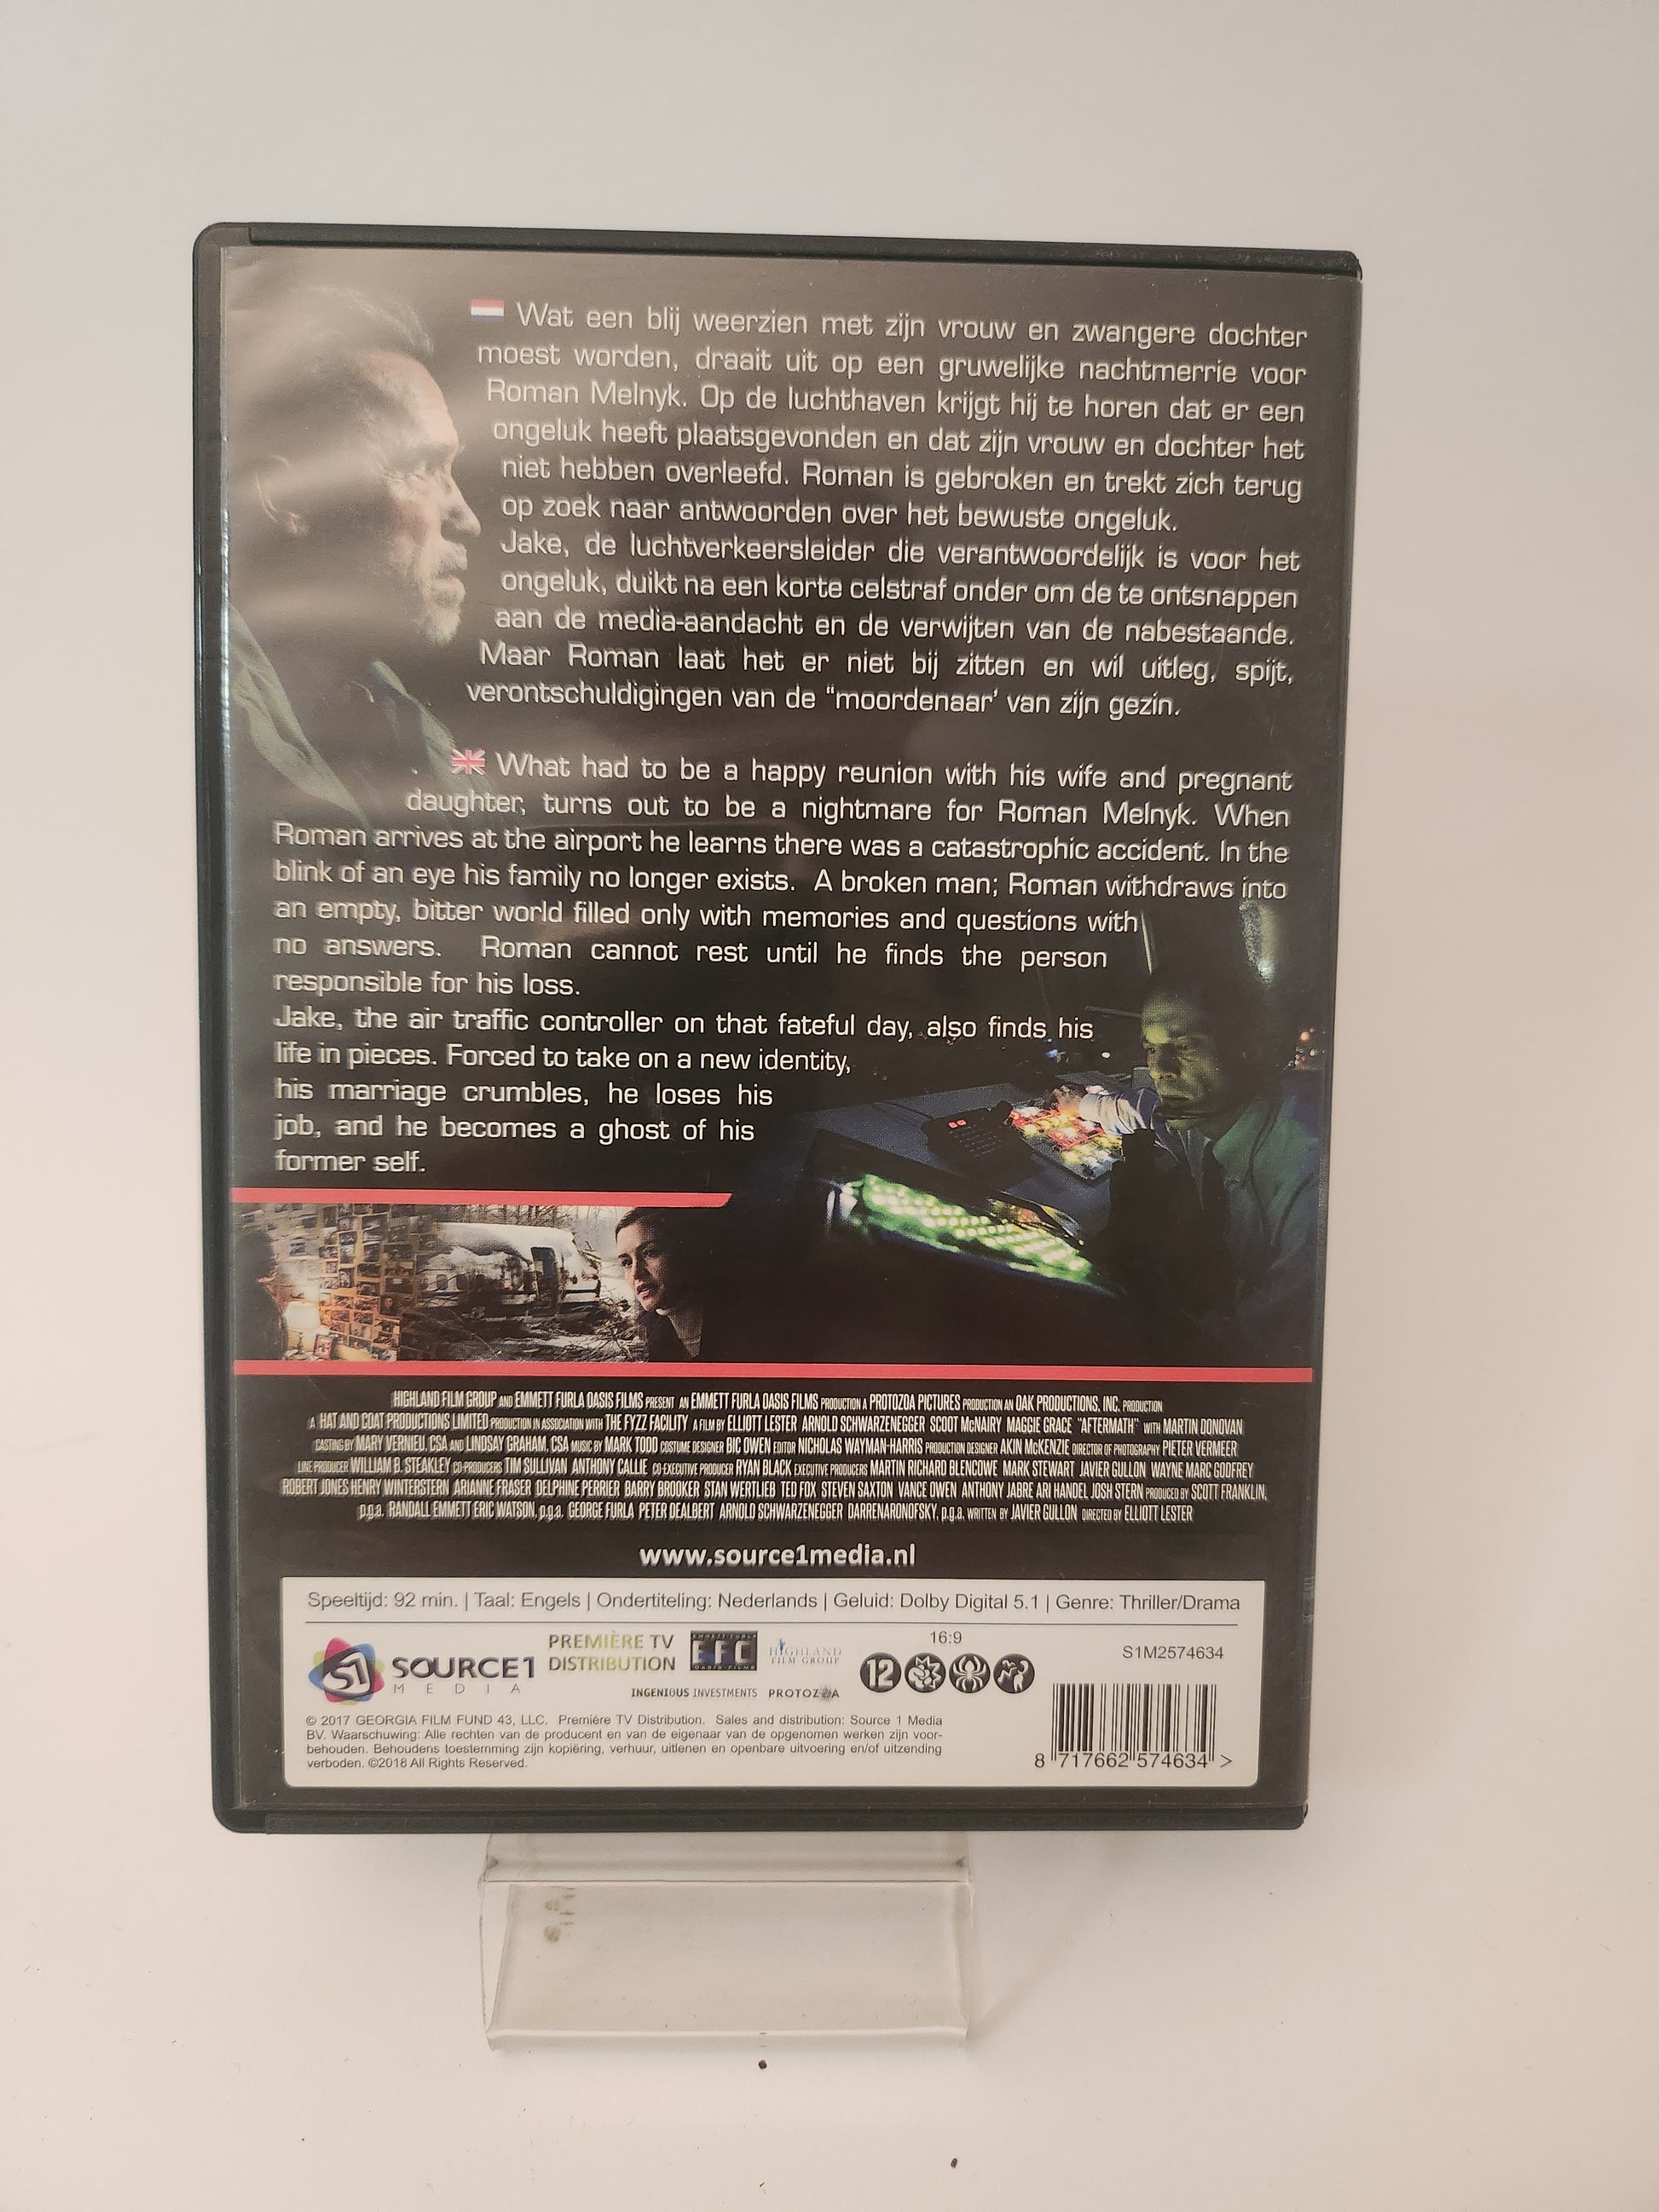 Wat een blij weerzien met zijn vrouw en zwangere dochter
moest worden, draait uit op een gruwelijke nachtmerrie voor
Roman Melnyk. Op de luchthaven krijgt hij te horen dat er een
ongeluk heeft plaatsgevonden en dat zijn vrouw en dochter het
niet hebben overleefd. Roman is gebroken en trekt zich terug
op zoek naar antwoorden over het bewuste ongeluk.
Jake, de luchtverkeersleider die verantwoordelijk is voor het
ongeluk, duikt na een korte celstraf onder om de te ontsnappen
aan de media-aandacht en de verwijten van de nabestaande.
Maar Roman laat het er niet bij zitten en wil uitleg, spijt,
verontschuldigingen van de "moordenaar' van zijn gezin.
What had to be a happy reunion with his wife and pregnant
daughter, turns out to be a nightmare for Roman Melnyk. When
Roman arrives at the airport he learns there was a catastrophic accident. In the
blink of an eye his family no longer exists. A broken man; Roman withdraws into
an empty, bitter world filled only with memories and questions with
no answers. Roman cannot rest until he finds the person
responsible for his loss.
Jake, the air traffic controller on that fateful day, also finds his
life in pieces. Forced to take on a new identity,
his marriage crumbles, he loses his
job, and he becomes a ghost of his
former self.
HIGHLAND FILM GROUP AND EMMETT FURLA OASIS FILMS PRESENT AN EMMETT FURLA OASIS FILMS PRODUCTION A PROTOZOA PICTURES PRODUCTION AN OAK PRODUCTIONS, INC. PRODUCTION
A HAT AND COAT PRODUCTIONS LIMITED PRODUCTION IN ASSOCIATION WITH THE FYZZ FACILITY A FILM BY ELLIOTT LESTER ARNOLD SCHWARZENEGGER SCOOT McNAIRY MAGGIE GRACE "AFTERMATH" WITH MARTIN DONOVAN
CASTING BY MARY VERNIEU, CSA AND LINDSAY GRAHAM, CSA MUSIC BY MARK TODD COSTUME DESIGNER BIC OWEN EDITOR NICHOLAS WAYMAN-HARRIS PRODUCTION DESIGNER AKIN McKENZIE DIRECTOR OF PHOTOGRAPHY PIETER VERMEER
LINE PRODUCER WILLIAM B. STEAKLEY CO-PRODUCERS TIM SULLIVAN ANTHONY CALLIE CO-EXECUTIVE PRODUCER RYAN BLACK EXECUTIVE PRODUCERS MARTIN RICHARD BLENCOWE MARK STEWART JAVIER GULLON WAYNE MARC GODFREY
ROBERT JONES HENRY WINTERSTERN ARIANNE FRASER DELPHINE PERRIER BARRY BROOKER STAN WERTLIEB TED FOX STEVEN SAXTON VANCE OWEN ANTHONY JABRE ARI HANDEL JOSH STERN PRODUCED BY SCOTT FRANKLIN,
p.g.a. RANDALL EMMETT ERIC WATSON, p.g.a. GEORGE FURLA PETER DEALBERT ARNOLD SCHWARZENEGGER DARRENARONOFSKY, p.g.a. WRITTEN BY JAVIER GULLON DIRECTED BY ELLIOTT LESTER
www.source1media.nl
Speeltijd: 92 min. | Taal: Engels | Ondertiteling: Nederlands | Geluid: Dolby Digital 5.1 | Genre: Thriller/Drama
S1 SOURCE1
MEDIA
PREMIÈRE TV
DISTRIBUTION
EMMETT/FURLA
EFO
OASIS FILMS
HIGHLAND
FILM GROUP
INGENIOUS INVESTMENTS PROTOZOA
16:9
12
S1M2574634
© 2017 GEORGIA FILM FUND 43, LLC. Première TV Distribution. Sales and distribution: Source 1 Media
BV. Waarschuwing: Alle rechten van de producent en van de eigenaar van de opgenomen werken zijn voor-
behouden. Behoudens toestemming zijn kopiëring, verhuur, uitlenen en openbare uitvoering en/of uitzending
verboden. ©2018 All Rights Reserved.
8 717662 574634 >